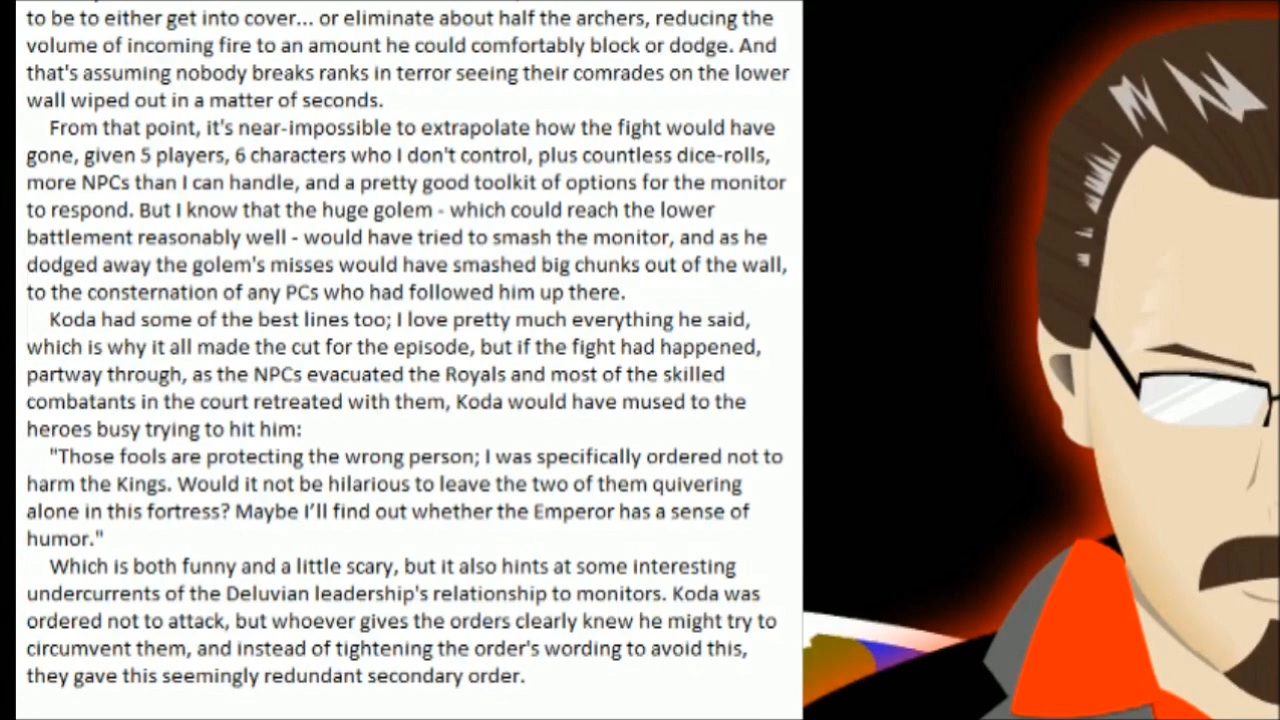 to be to either get into cover... or eliminate about half the archers, reducing the
volume of incoming fire to an amount he could comfortably block or dodge. And
that's assuming nobody breaks ranks in terror seeing their comrades on the lower
wall wiped out in a matter of seconds.
From that point, it's near-impossible to extrapolate how the fight would have
gone, given 5 players, 6 characters who I don't control, plus countless dice-rolls,
more NPCs than I can handle, and a pretty good toolkit of options for the monitor
to respond. But I know that the huge golem - which could reach the lower
battlement reasonably well - would have tried to smash the monitor, and as he
dodged away the golem's misses would have smashed big chunks out of the wall,
to the consternation of any PCs who had followed him up there.
Koda had some of the best lines too; I love pretty much everything he said,
which is why it all made the cut for the episode, but if the fight had happened,
partway through, as the NPCs evacuated the Royals and most of the skilled
combatants in the court retreated with them, Koda would have mused to the
heroes busy trying to hit him:
"Those fools are protecting the wrong person; I was specifically ordered not to
harm the Kings. Would it not be hilarious to leave the two of them quivering
alone in this fortress? Maybe I’ll find out whether the Emperor has a sense of
humor."
Which is both funny and a little scary, but it also hints at some interesting
undercurrents of the Deluvian leadership's relationship to monitors. Koda was
ordered not to attack, but whoever gives the orders clearly knew he might try to
circumvent them, and instead of tightening the order's wording to avoid this,
they gave this seemingly redundant secondary order.